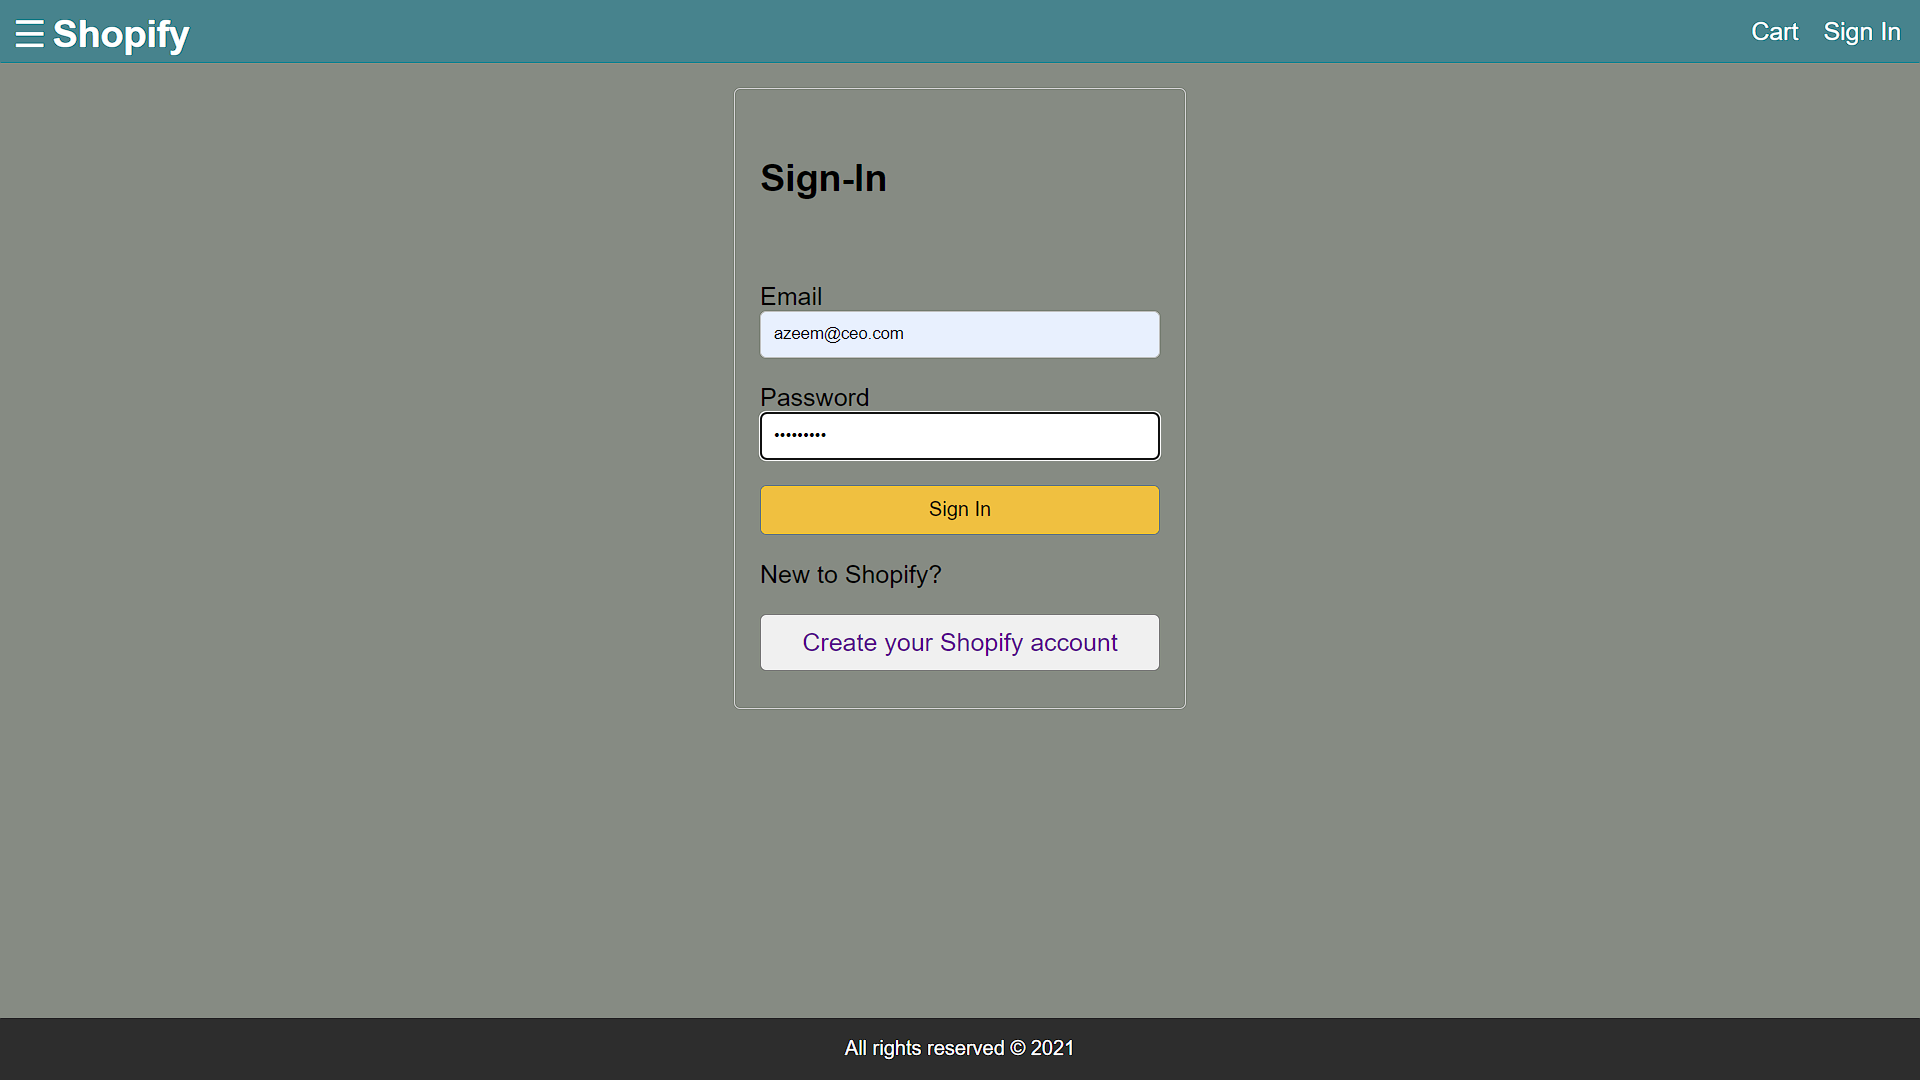 ☰ Shopify
Cart Sign In
Sign-In
Email
azeem@ceo.com
Password
•••••••••
Sign In
New to Shopify?
Create your Shopify account
All rights reserved © 2021